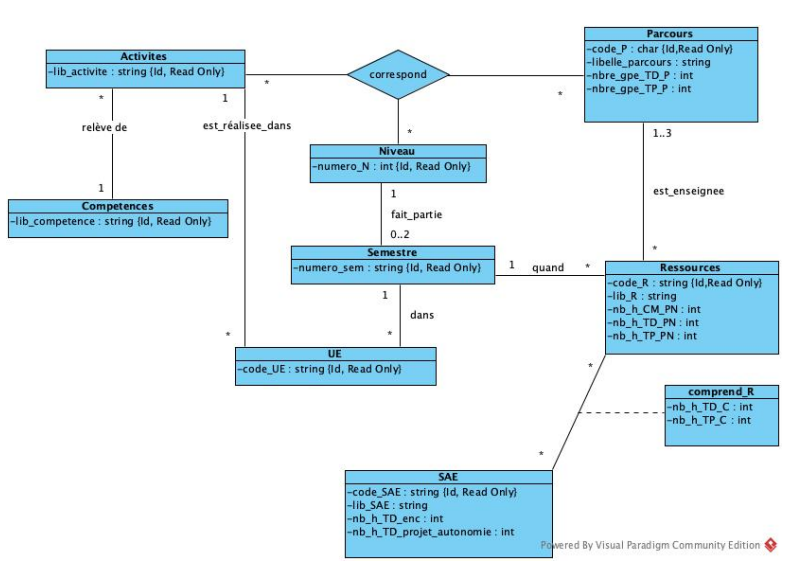 Parcours
-code_P : char {Id,Read Only}
-libelle_parcours : string
-nbre_gpe_TD_P : int
-nbre_gpe_TP_P : int
Activites
-lib_activite : string {Id, Read Only}
correspond
*
*
*
1
*
relève de
est_réalisee_dans
1..3
Niveau
-numero_N : int {Id, Read Only}
1
1
est_enseignee
Competences
-lib_competence : string {Id, Read Only}
fait_partie
0..2
*
Semestre
-numero_sem : string {Id, Read Only}
1
quand
*
Ressources
-code_R : string {Id,Read Only}
-lib_R : string
-nb_h_CM_PN : int
-nb_h_TD_PN : int
-nb_h_TP_PN : int
1
dans
*
*
UE
-code_UE : string {Id, Read Only}
*
comprend_R
-nb_h_TD_C : int
-nb_h_TP_C : int
*
SAE
-code_SAE : string {Id, Read Only}
-lib_SAE : string
-nb_h_TD_enc : int
-nb_h_TD_projet_autonomie : int
Powered By Visual Paradigm Community Edition